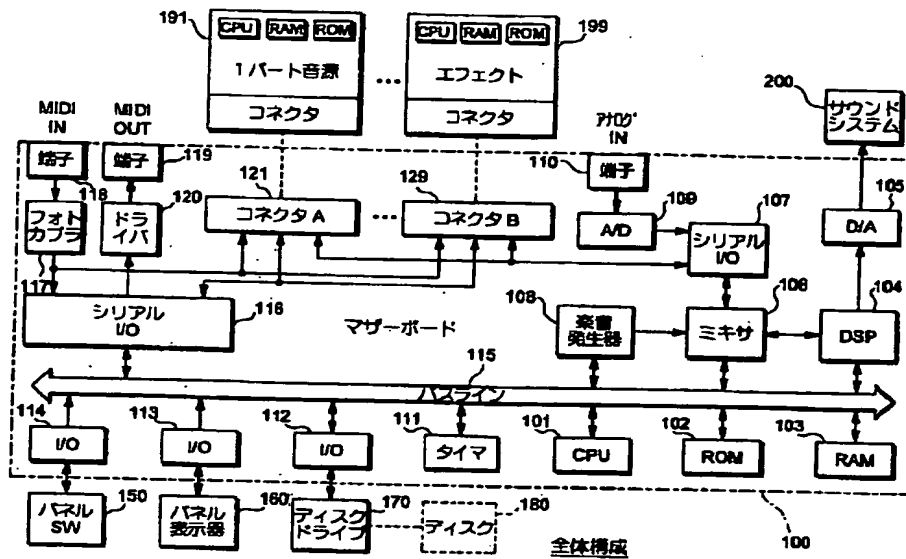 191
CPU RAM ROM
1パート音源
コネクタ
...
CPU RAM ROM
エフェクト
コネクタ
199
200
サウンド
システム
MIDI
IN
MIDI
OUT
アナログ
IN
端子
118
端子
119
121
129
110
端子
フォト
カプラ
117
ドラ
イバ
120
コネクタ A
...
コネクタ B
A/D
109
107
シリアル
I/O
105
D/A
シリアル
I/O
116
マザーボード
108
楽音
発生器
106
ミキサ
104
DSP
115
バスライン
114
I/O
113
I/O
112
I/O
111
タイマ
101
CPU
102
ROM
103
RAM
パネル
SW
150
パネル
表示器
160
ディスク
ドライブ
170
ディスク
180
全体構成
100